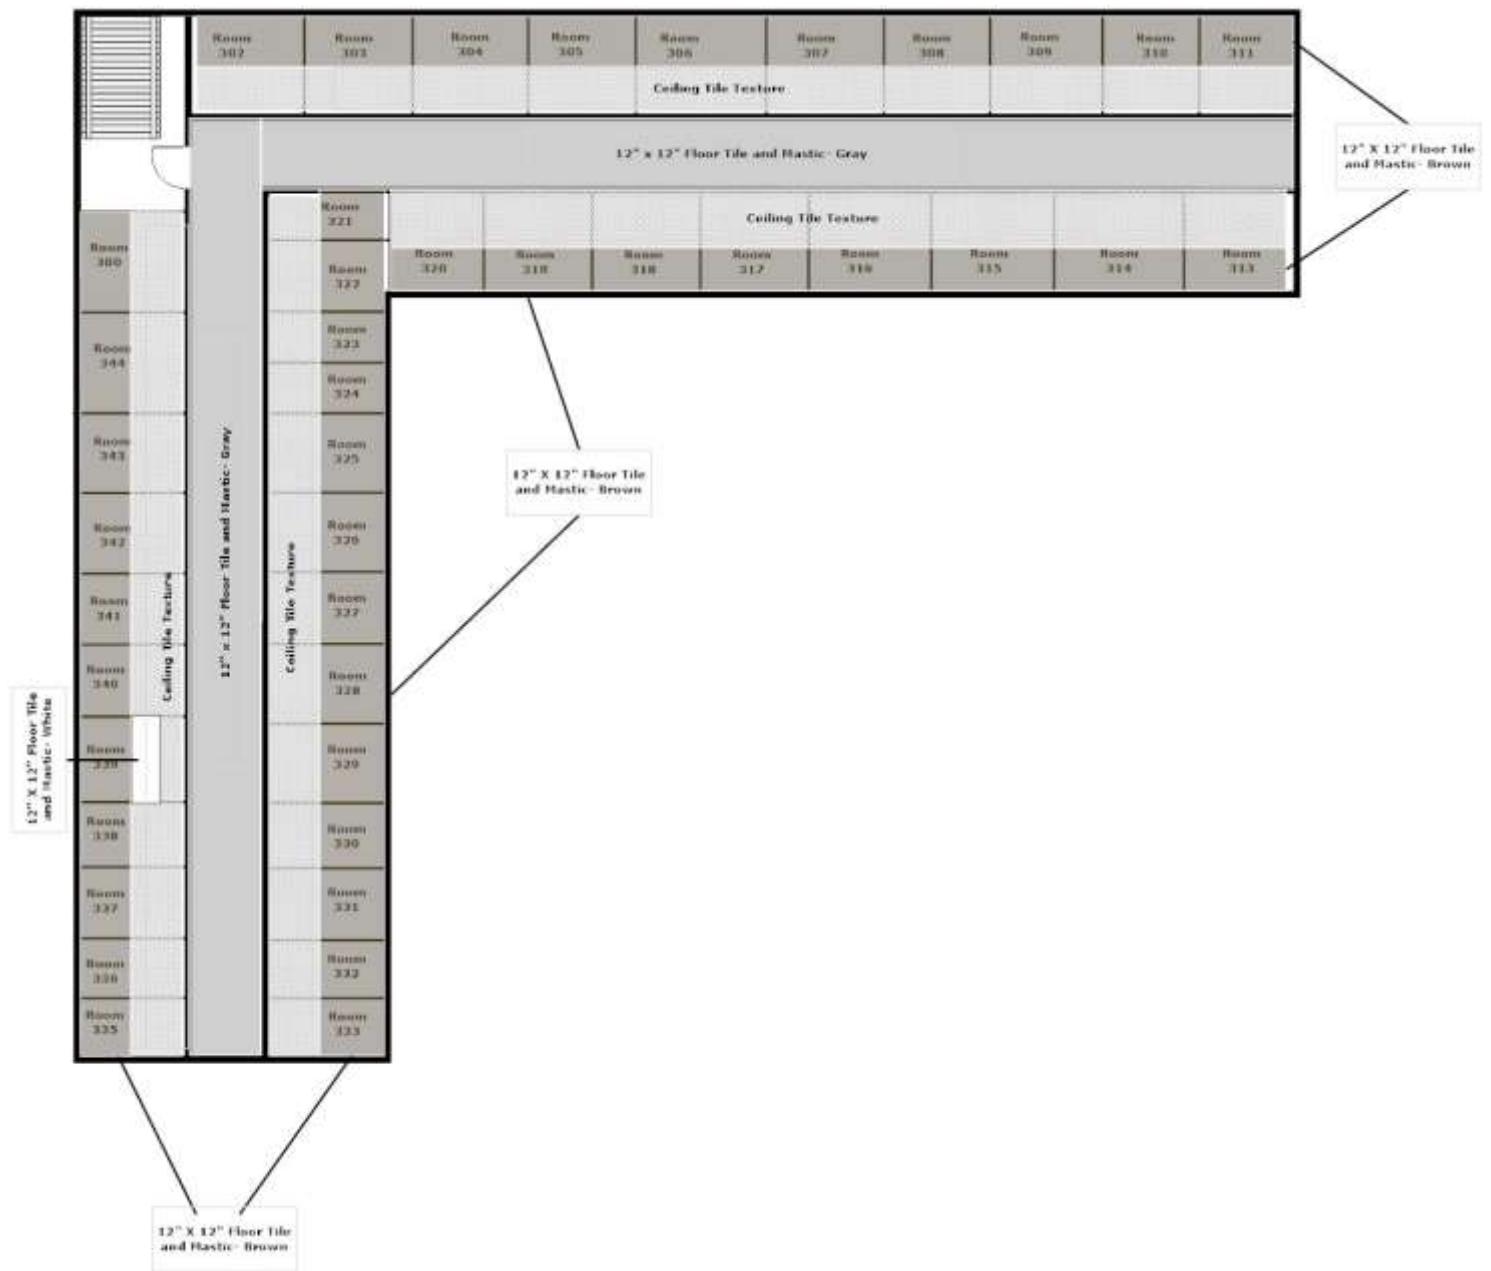 Room
302
Room
303
Room
304
Room
305
Room
306
Room
307
Room
308
Room
309
Room
310
Room
311
Ceiling Tile Texture
12" x 12" Floor Tile and Mastic- Gray
12" X 12" Floor Tile
and Mastic- Brown
Ceiling Tile Texture
Room
321
Room
320
Room
319
Room
318
Room
317
Room
316
Room
315
Room
314
Room
313
Room
300
Room
344
Room
343
Room
342
Room
341
Room
340
Room
339
Room
338
Room
337
Room
336
Room
335
Ceiling Tile Texture
12" x 12" Floor Tile and Mastic- Gray
Ceiling Tile Texture
Room
322
Room
323
Room
324
Room
325
Room
326
Room
327
Room
328
Room
329
Room
330
Room
331
Room
332
Room
333
12" X 12" Floor Tile
and Mastic- Brown
12" X 12" Floor Tile
and Mastic- White
12" X 12" Floor Tile
and Mastic- Brown